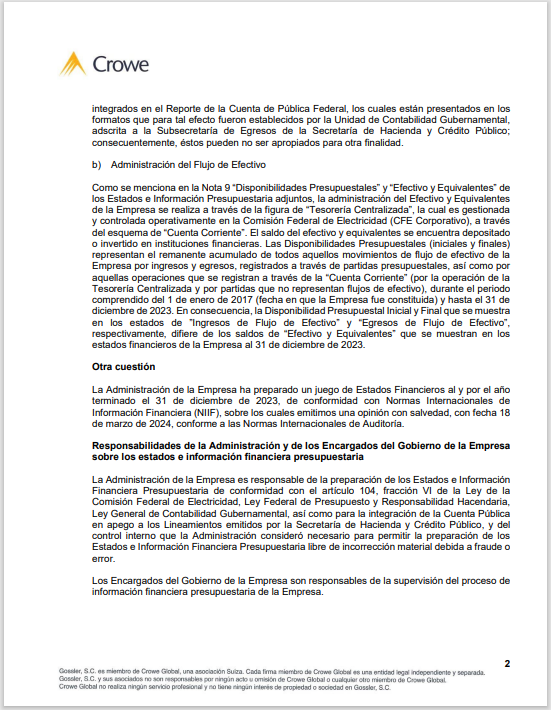 Crowe
integrados en el Reporte de la Cuenta de Pública Federal, los cuales están presentados en los
formatos que para tal efecto fueron establecidos por la Unidad de Contabilidad Gubernamental,
adscrita a la Subsecretaría de Egresos de la Secretaría de Hacienda y Crédito Público;
consecuentemente, éstos pueden no ser apropiados para otra finalidad.
b) Administración del Flujo de Efectivo
Como se menciona en la Nota 9 “Disponibilidades Presupuestales” y “Efectivo y Equivalentes” de
los Estados e Información Presupuestaria adjuntos, la administración del Efectivo y Equivalentes
de la Empresa se realiza a través de la figura de “Tesorería Centralizada”, la cual es gestionada
y controlada operativamente en la Comisión Federal de Electricidad (CFE Corporativo), a través
del esquema de “Cuenta Corriente”. El saldo del efectivo y equivalentes se encuentra depositado
o invertido en instituciones financieras. Las Disponibilidades Presupuestales (iniciales y finales)
representan el remanente acumulado de todos aquellos movimientos de flujo de efectivo de la
Empresa por ingresos y egresos, registrados a través de partidas presupuestales, así como por
aquellas operaciones que se registran a través de la “Cuenta Corriente” (por la operación de la
Tesorería Centralizada y por partidas que no representan flujos de efectivo), durante el periodo
comprendido del 1 de enero de 2017 (fecha en que la Empresa fue constituida) y hasta el 31 de
diciembre de 2023. En consecuencia, la Disponibilidad Presupuestal Inicial y Final que se muestra
en los estados de ”Ingresos de Flujo de Efectivo” y “Egresos de Flujo de Efectivo”,
respectivamente, difiere de los saldos de “Efectivo y Equivalentes” que se muestran en los
estados financieros de la Empresa al 31 de diciembre de 2023.
Otra cuestión
La Administración de la Empresa ha preparado un juego de Estados Financieros al y por el año
terminado el 31 de diciembre de 2023, de conformidad con Normas Internacionales de
Información Financiera (NIIF), sobre los cuales emitimos una opinión con salvedad, con fecha 18
de marzo de 2024, conforme a las Normas Internacionales de Auditoría.
Responsabilidades de la Administración y de los Encargados del Gobierno de la Empresa
sobre los estados e información financiera presupuestaria
La Administración de la Empresa es responsable de la preparación de los Estados e Información
Financiera Presupuestaria de conformidad con el artículo 104, fracción VI de la Ley de la
Comisión Federal de Electricidad, Ley Federal de Presupuesto y Responsabilidad Hacendaria,
Ley General de Contabilidad Gubernamental, así como para la integración de la Cuenta Pública
en apego a los Lineamientos emitidos por la Secretaría de Hacienda y Crédito Público, y del
control interno que la Administración consideró necesario para permitir la preparación de los
Estados e Información Financiera Presupuestaria libre de incorrección material debida a fraude o
error.
Los Encargados del Gobierno de la Empresa son responsables de la supervisión del proceso de
información financiera presupuestaria de la Empresa.
2
Gossler, S.C. es miembro de Crowe Global, una asociación Suiza. Cada firma miembro de Crowe Global es una entidad legal independiente y separada.
Gossler, S.C. y sus asociados no son responsables por ningún acto u omisión de Crowe Global o cualquier otro miembro de Crowe Global.
Crowe Global no realiza ningún servicio profesional y no tiene ningún interés de propiedad o sociedad en Gossler, S.C.